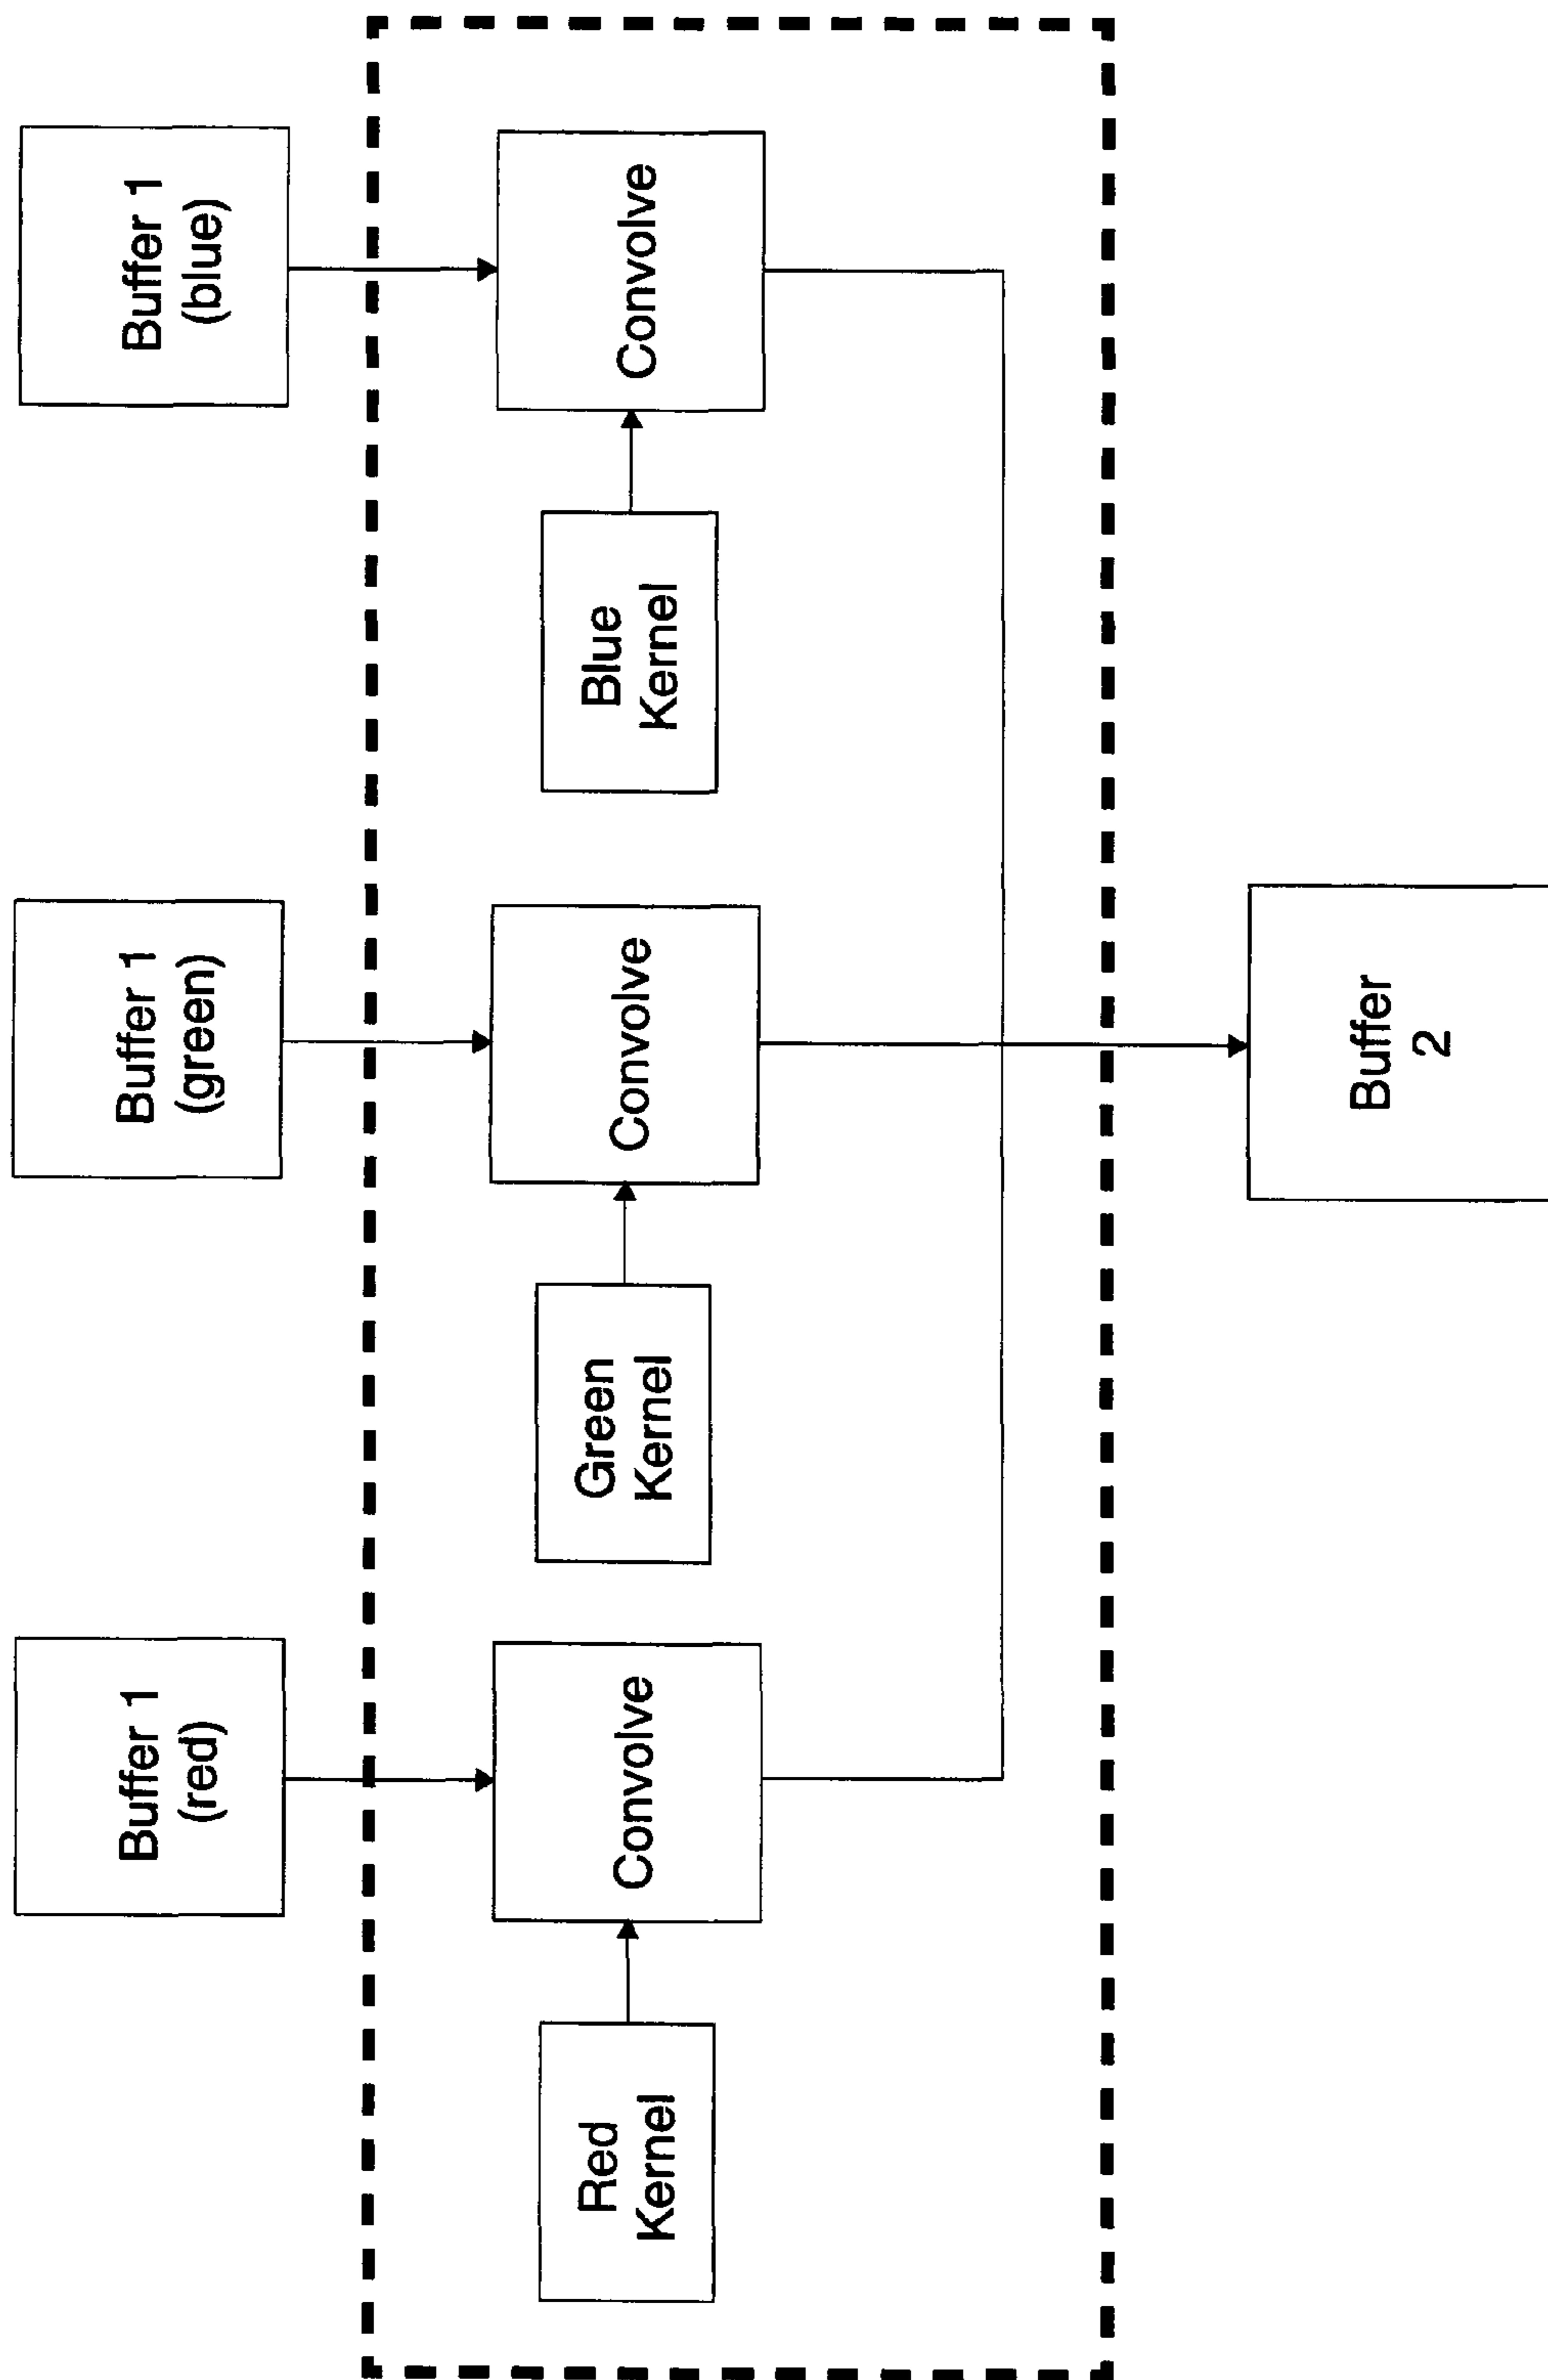 Buffer 1
(red)
Buffer 1
(green)
Buffer 1
(blue)
Red
Kernel
Convolve
Green
Kernel
Convolve
Blue
Kernel
Convolve
Buffer
2